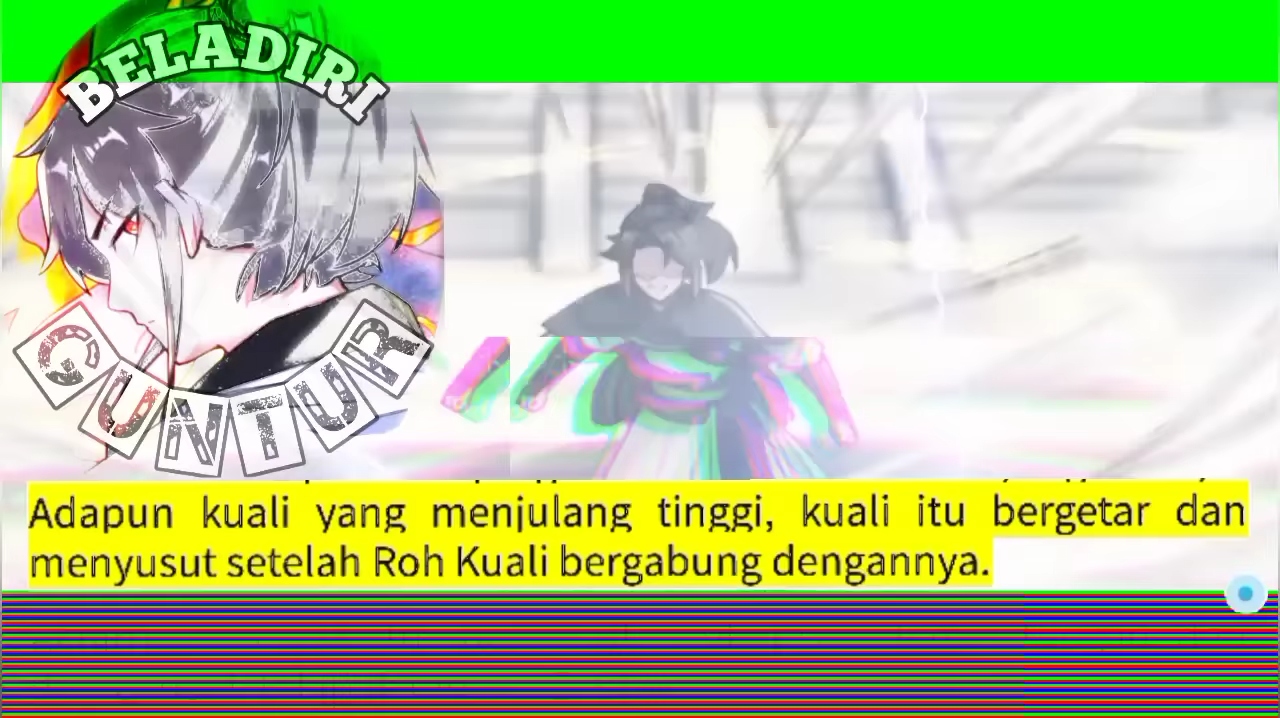 BELADIRI
GUNTUR
Adapun kuali yang menjulang tinggi, kuali itu bergetar dan
menyusut setelah Roh Kuali bergabung dengannya.